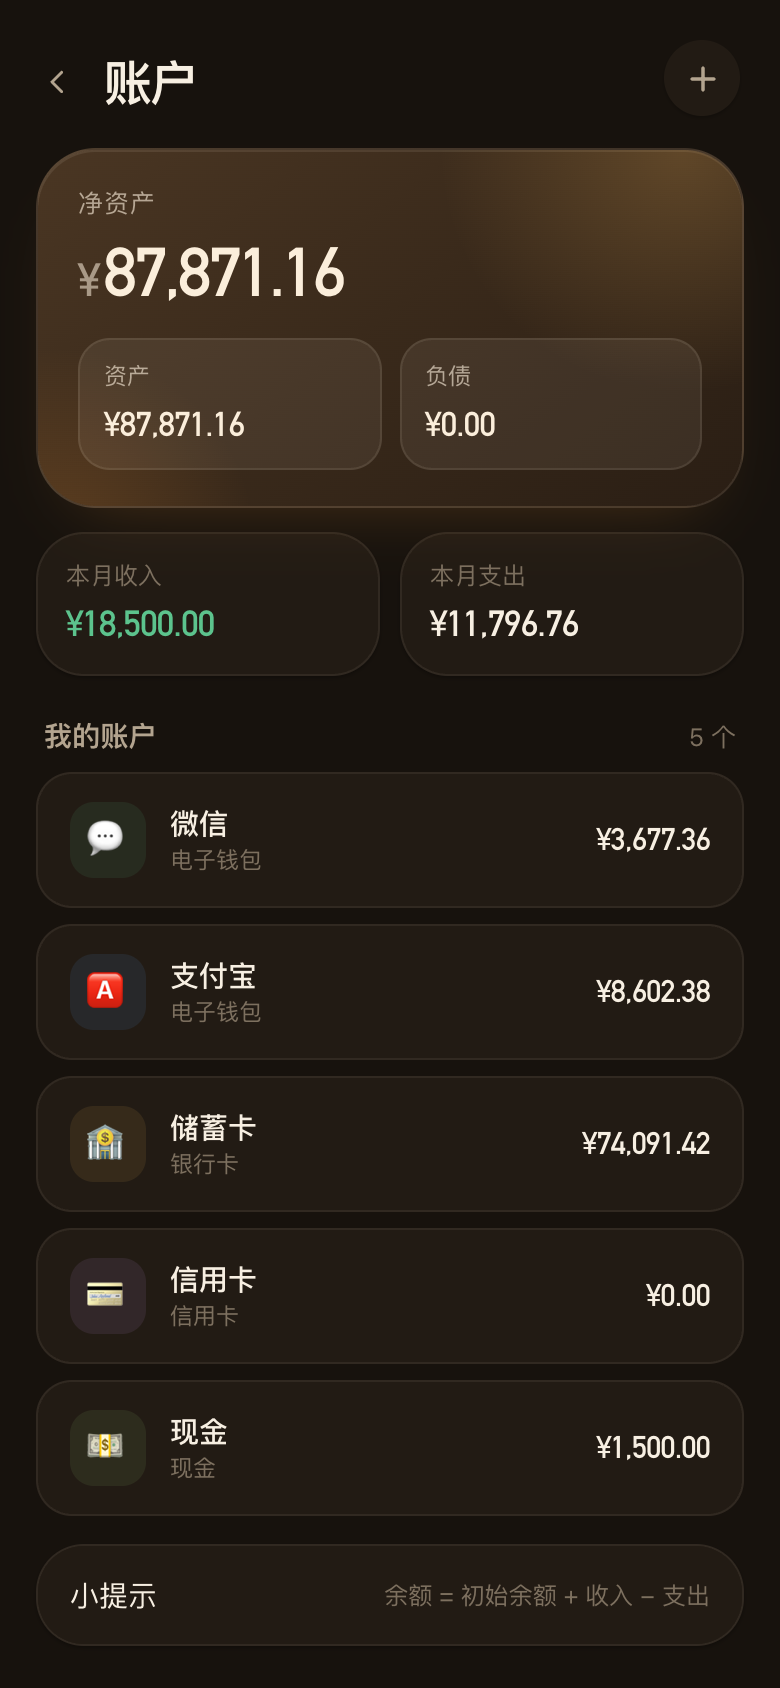 账户
净资产
¥87,871.16
资产
¥87,871.16
负债
¥0.00
本月收入
¥18,500.00
本月支出
¥11,796.76
我的账户
5 个
微信
电子钱包
¥3,677.36
A
支付宝
电子钱包
¥8,602.38
储蓄卡
银行卡
¥74,091.42
信用卡
信用卡
¥0.00
现金
现金
¥1,500.00
小提示
余额 = 初始余额 + 收入 − 支出